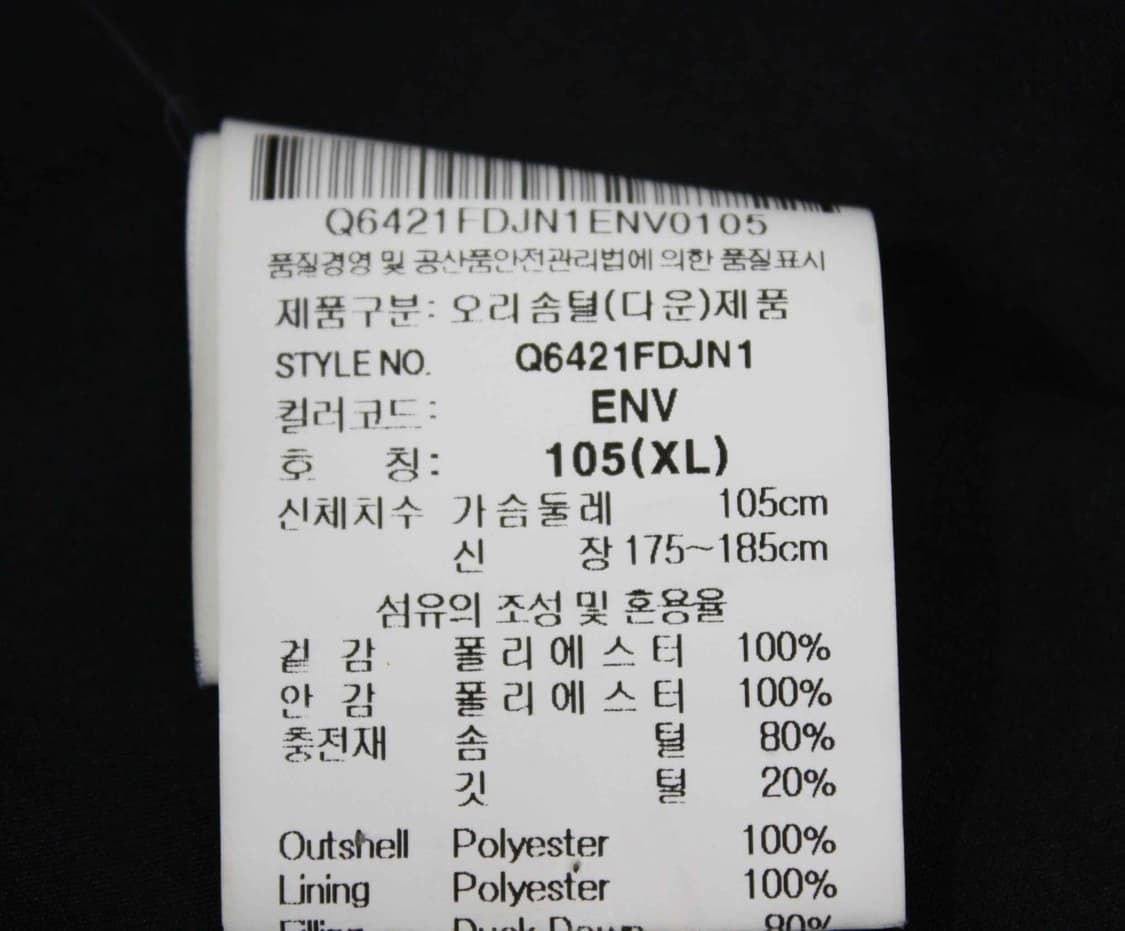 Q6421FDJN1ENV0105
품질경영 및 공산품안전관리법에 의한 품질표시
제품구분: 오리솜털(다운)제품
STYLE NO. Q6421FDJN1
컬러코드: ENV
호 칭: 105(XL)
신체치수 가슴둘레 105cm
신 장 175~185cm
섬유의 조성 및 혼용율
겉 감 폴리에스터 100%
안 감 폴리에스터 100%
충전재 솜 털 80%
깃 털 20%
Outshell Polyester 100%
Lining Polyester 100%
Filling Duck Down 80%